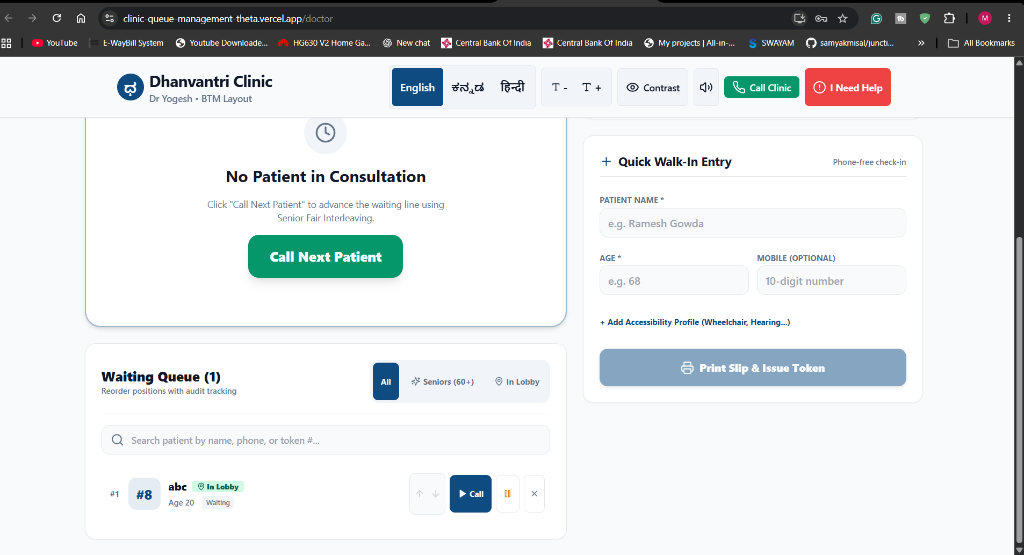 clinic-queue-management-theta.vercel.app/doctor
M
YouTube
E-WayBill System
Youtube Downloade...
HG630 V2 Home Ga...
New chat
Central Bank Of India
Central Bank Of India
My projects | All-in-...
SWAYAM
samyakmisal/juncti...
»
All Bookmarks
Dhanvantri Clinic
Dr Yogesh • BTM Layout
English
ಕನ್ನಡ
हिन्दी
T -
T +
Contrast
Call Clinic
I Need Help
No Patient in Consultation
Click "Call Next Patient" to advance the waiting line using
Senior Fair Interleaving.
Call Next Patient
Waiting Queue (1)
Reorder positions with audit tracking
All
Seniors (60+)
In Lobby
Search patient by name, phone, or token #...
#1
#8
abc
In Lobby
Age 20
Waiting
Call
+ Quick Walk-In Entry
Phone-free check-in
PATIENT NAME *
e.g. Ramesh Gowda
AGE *
MOBILE (OPTIONAL)
e.g. 68
10-digit number
+ Add Accessibility Profile (Wheelchair, Hearing...)
Print Slip & Issue Token